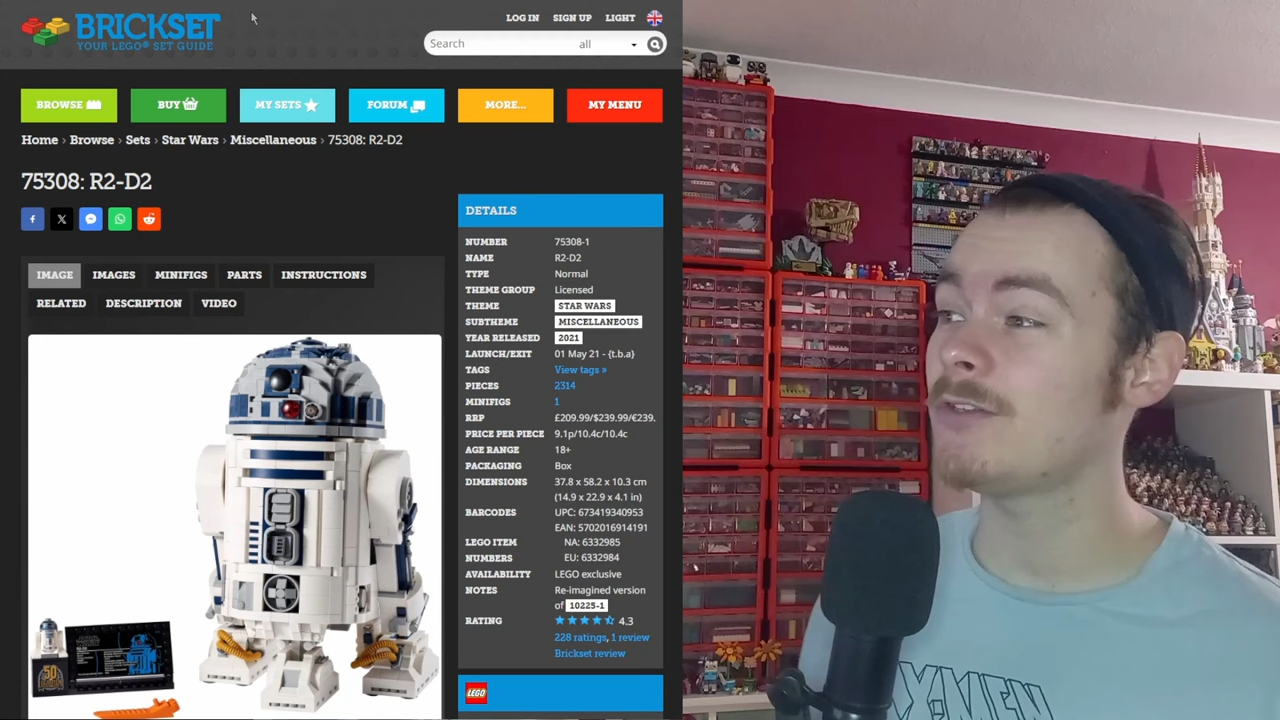 BRICKSET
YOUR LEGO® SET GUIDE
LOG IN SIGN UP LIGHT
Search all
BROWSE BUY MY SETS FORUM MORE... MY MENU
Home › Browse › Sets › Star Wars › Miscellaneous › 75308: R2-D2
75308: R2-D2
IMAGE IMAGES MINIFIGS PARTS INSTRUCTIONS
RELATED DESCRIPTION VIDEO
DETAILS
NUMBER 75308-1
NAME R2-D2
TYPE Normal
THEME GROUP Licensed
THEME STAR WARS
SUBTHEME MISCELLANEOUS
YEAR RELEASED 2021
LAUNCH/EXIT 01 May 21 - {t.b.a}
TAGS View tags »
PIECES 2314
MINIFIGS 1
RRP £209.99/$239.99/€239.
PRICE PER PIECE 9.1p/10.4c/10.4c
AGE RANGE 18+
PACKAGING Box
DIMENSIONS 37.8 x 58.2 x 10.3 cm
(14.9 x 22.9 x 4.1 in)
BARCODES UPC: 673419340953
EAN: 5702016914191
LEGO ITEM NA: 6332985
NUMBERS EU: 6332984
AVAILABILITY LEGO exclusive
NOTES Re-imagined version
of 10225-1
RATING 4.3
228 ratings, 1 review
Brickset review
LEGO
50
X-MEN